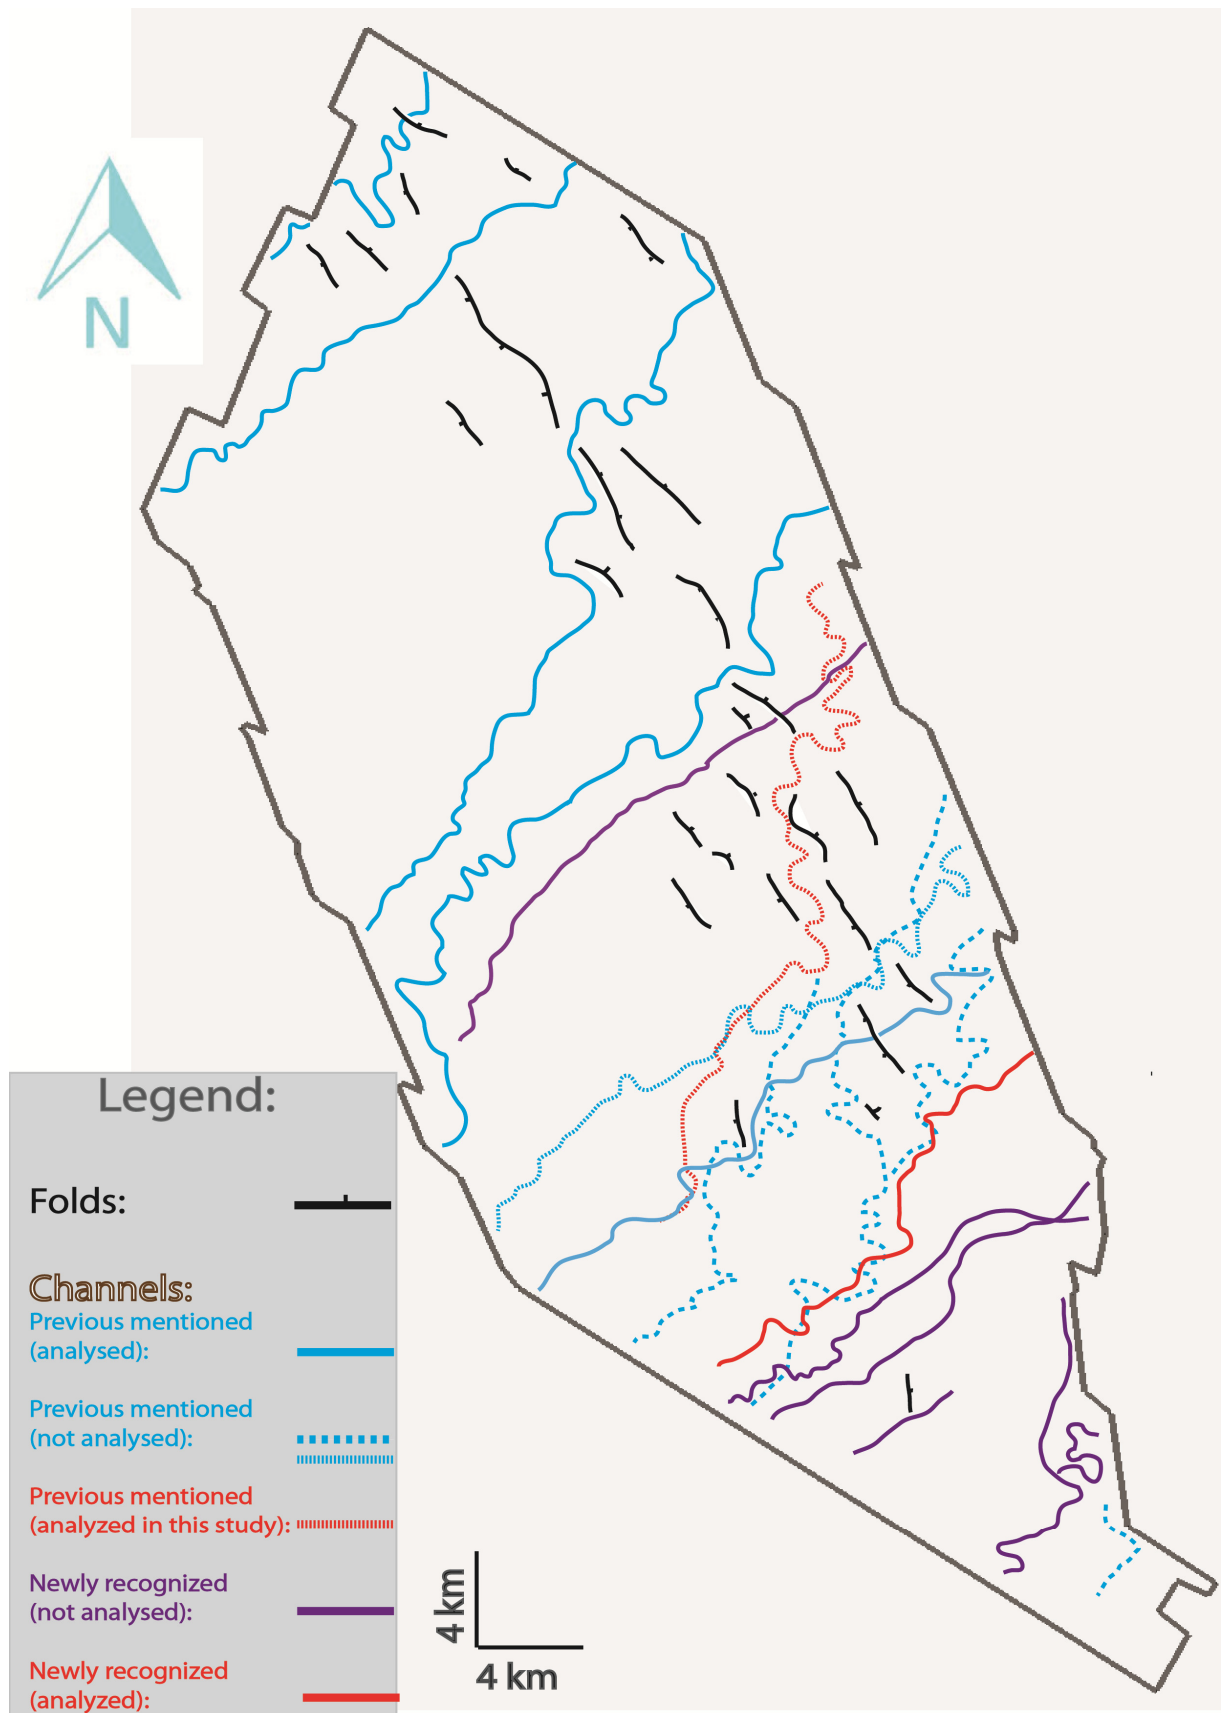 N
Legend:
Folds:
Channels:
Previous mentioned
(analysed):
Previous mentioned
(not analysed):
Previous mentioned
(analyzed in this study):
Newly recognized
(not analysed):
Newly recognized
(analyzed):
4 km
4 km